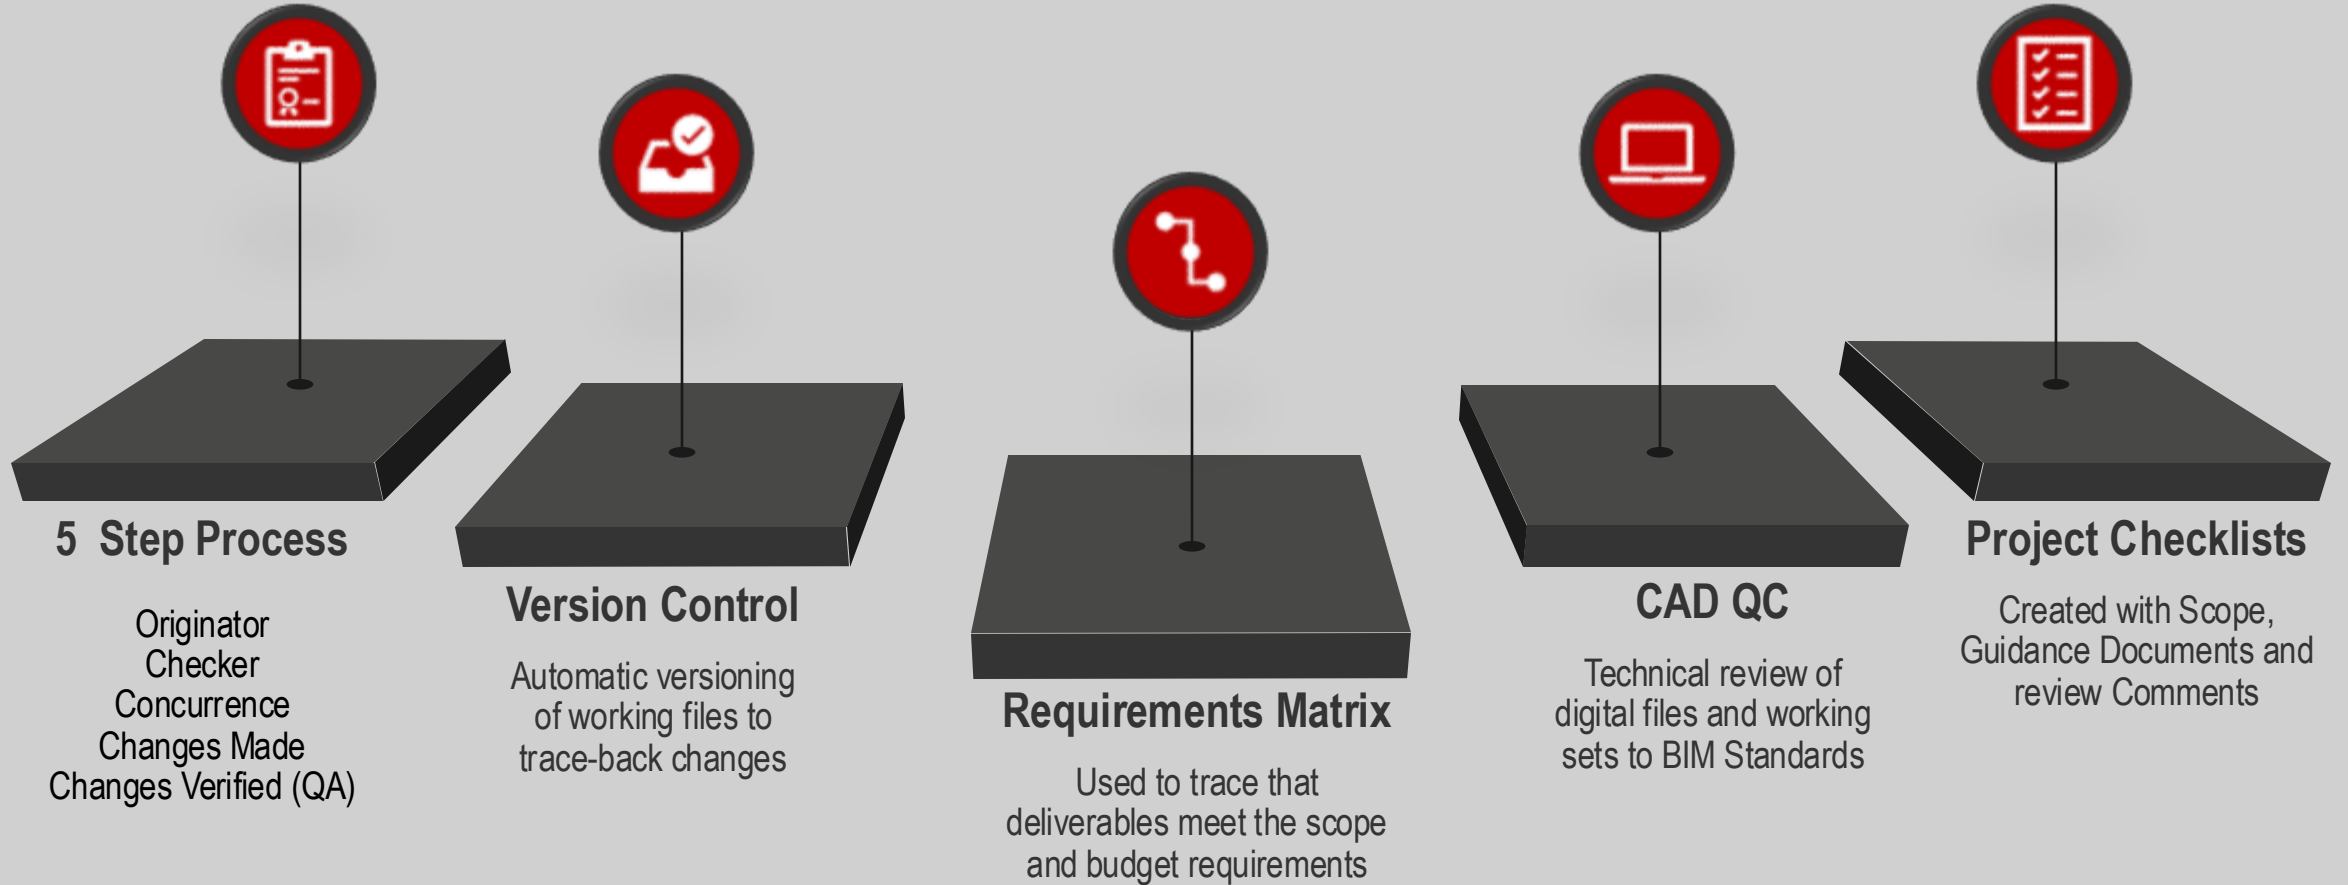 5  Step Process
Originator
Checker
Concurrence
Changes Made
Changes Verified (QA)
Version Control
Automatic versioning
of working files to
trace-back changes
Requirements Matrix
Used to trace that
deliverables meet the scope
and budget requirements
CAD QC
Technical review of
digital files and working
sets to BIM Standards
Project Checklists
Created with Scope,
Guidance Documents and
review Comments